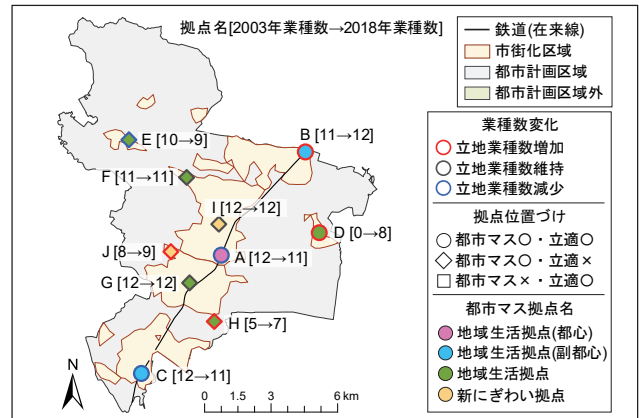 拠点名[2003年業種数→2018年業種数]
鉄道(在来線)
市街化区域
都市計画区域
都市計画区域外
業種数変化
立地業種数増加
立地業種数維持
立地業種数減少
拠点位置づけ
都市マス○・立適○
都市マス○・立適×
都市マス×・立適○
都市マス拠点名
地域生活拠点(都心)
地域生活拠点(副都心)
地域生活拠点
新にぎわい拠点
B [11→12]
E [10→9]
F [11→11]
I [12→12]
D [0→8]
J [8→9]
A [12→11]
G [12→12]
H [5→7]
C [12→11]
N
0 1.5 3 4.5 6 km